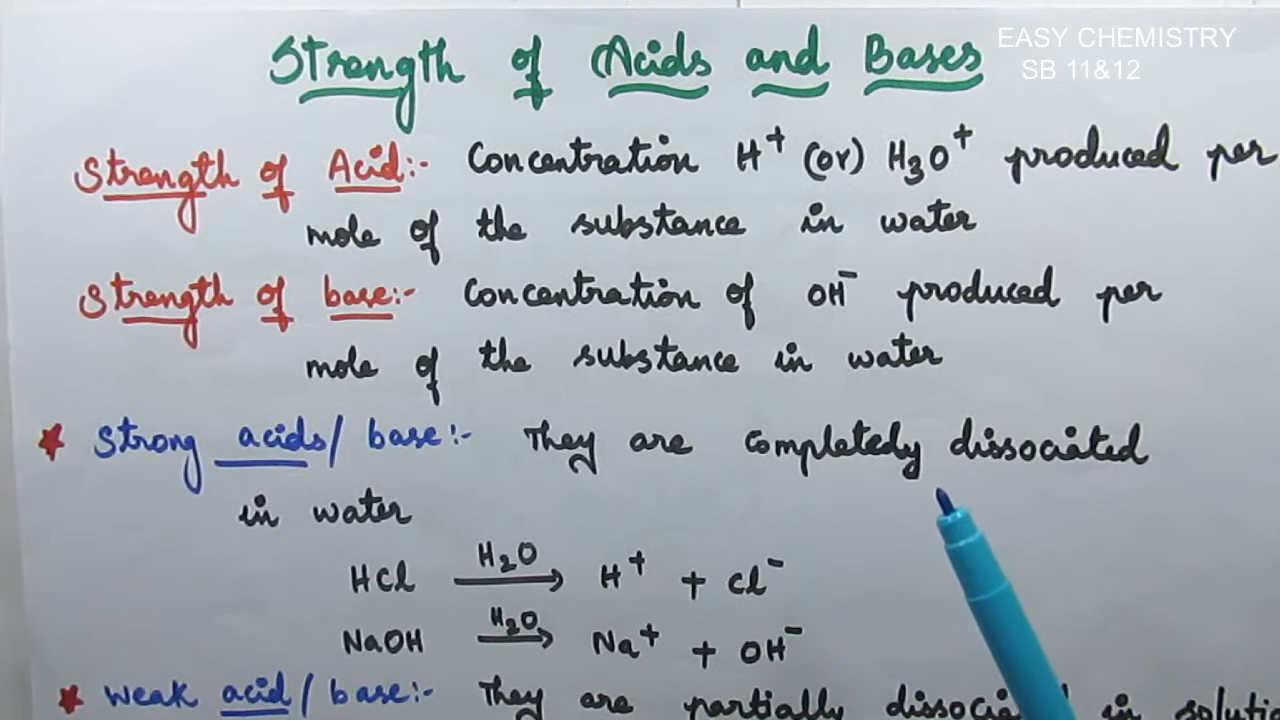 Strength of Acids and Bases
EASY CHEMISTRY
SB 11&12
Strength of Acid:- Concentration H⁺ (or) H₃O⁺ produced per
mole of the substance in water
Strength of base:- Concentration of OH⁻ produced per
mole of the substance in water
★ Strong acids/base:- They are completely dissociated
in water
HCl —H₂O→ H⁺ + Cl⁻
NaOH —H₂O→ Na⁺ + OH⁻
★ Weak acid/base:- They are partially in